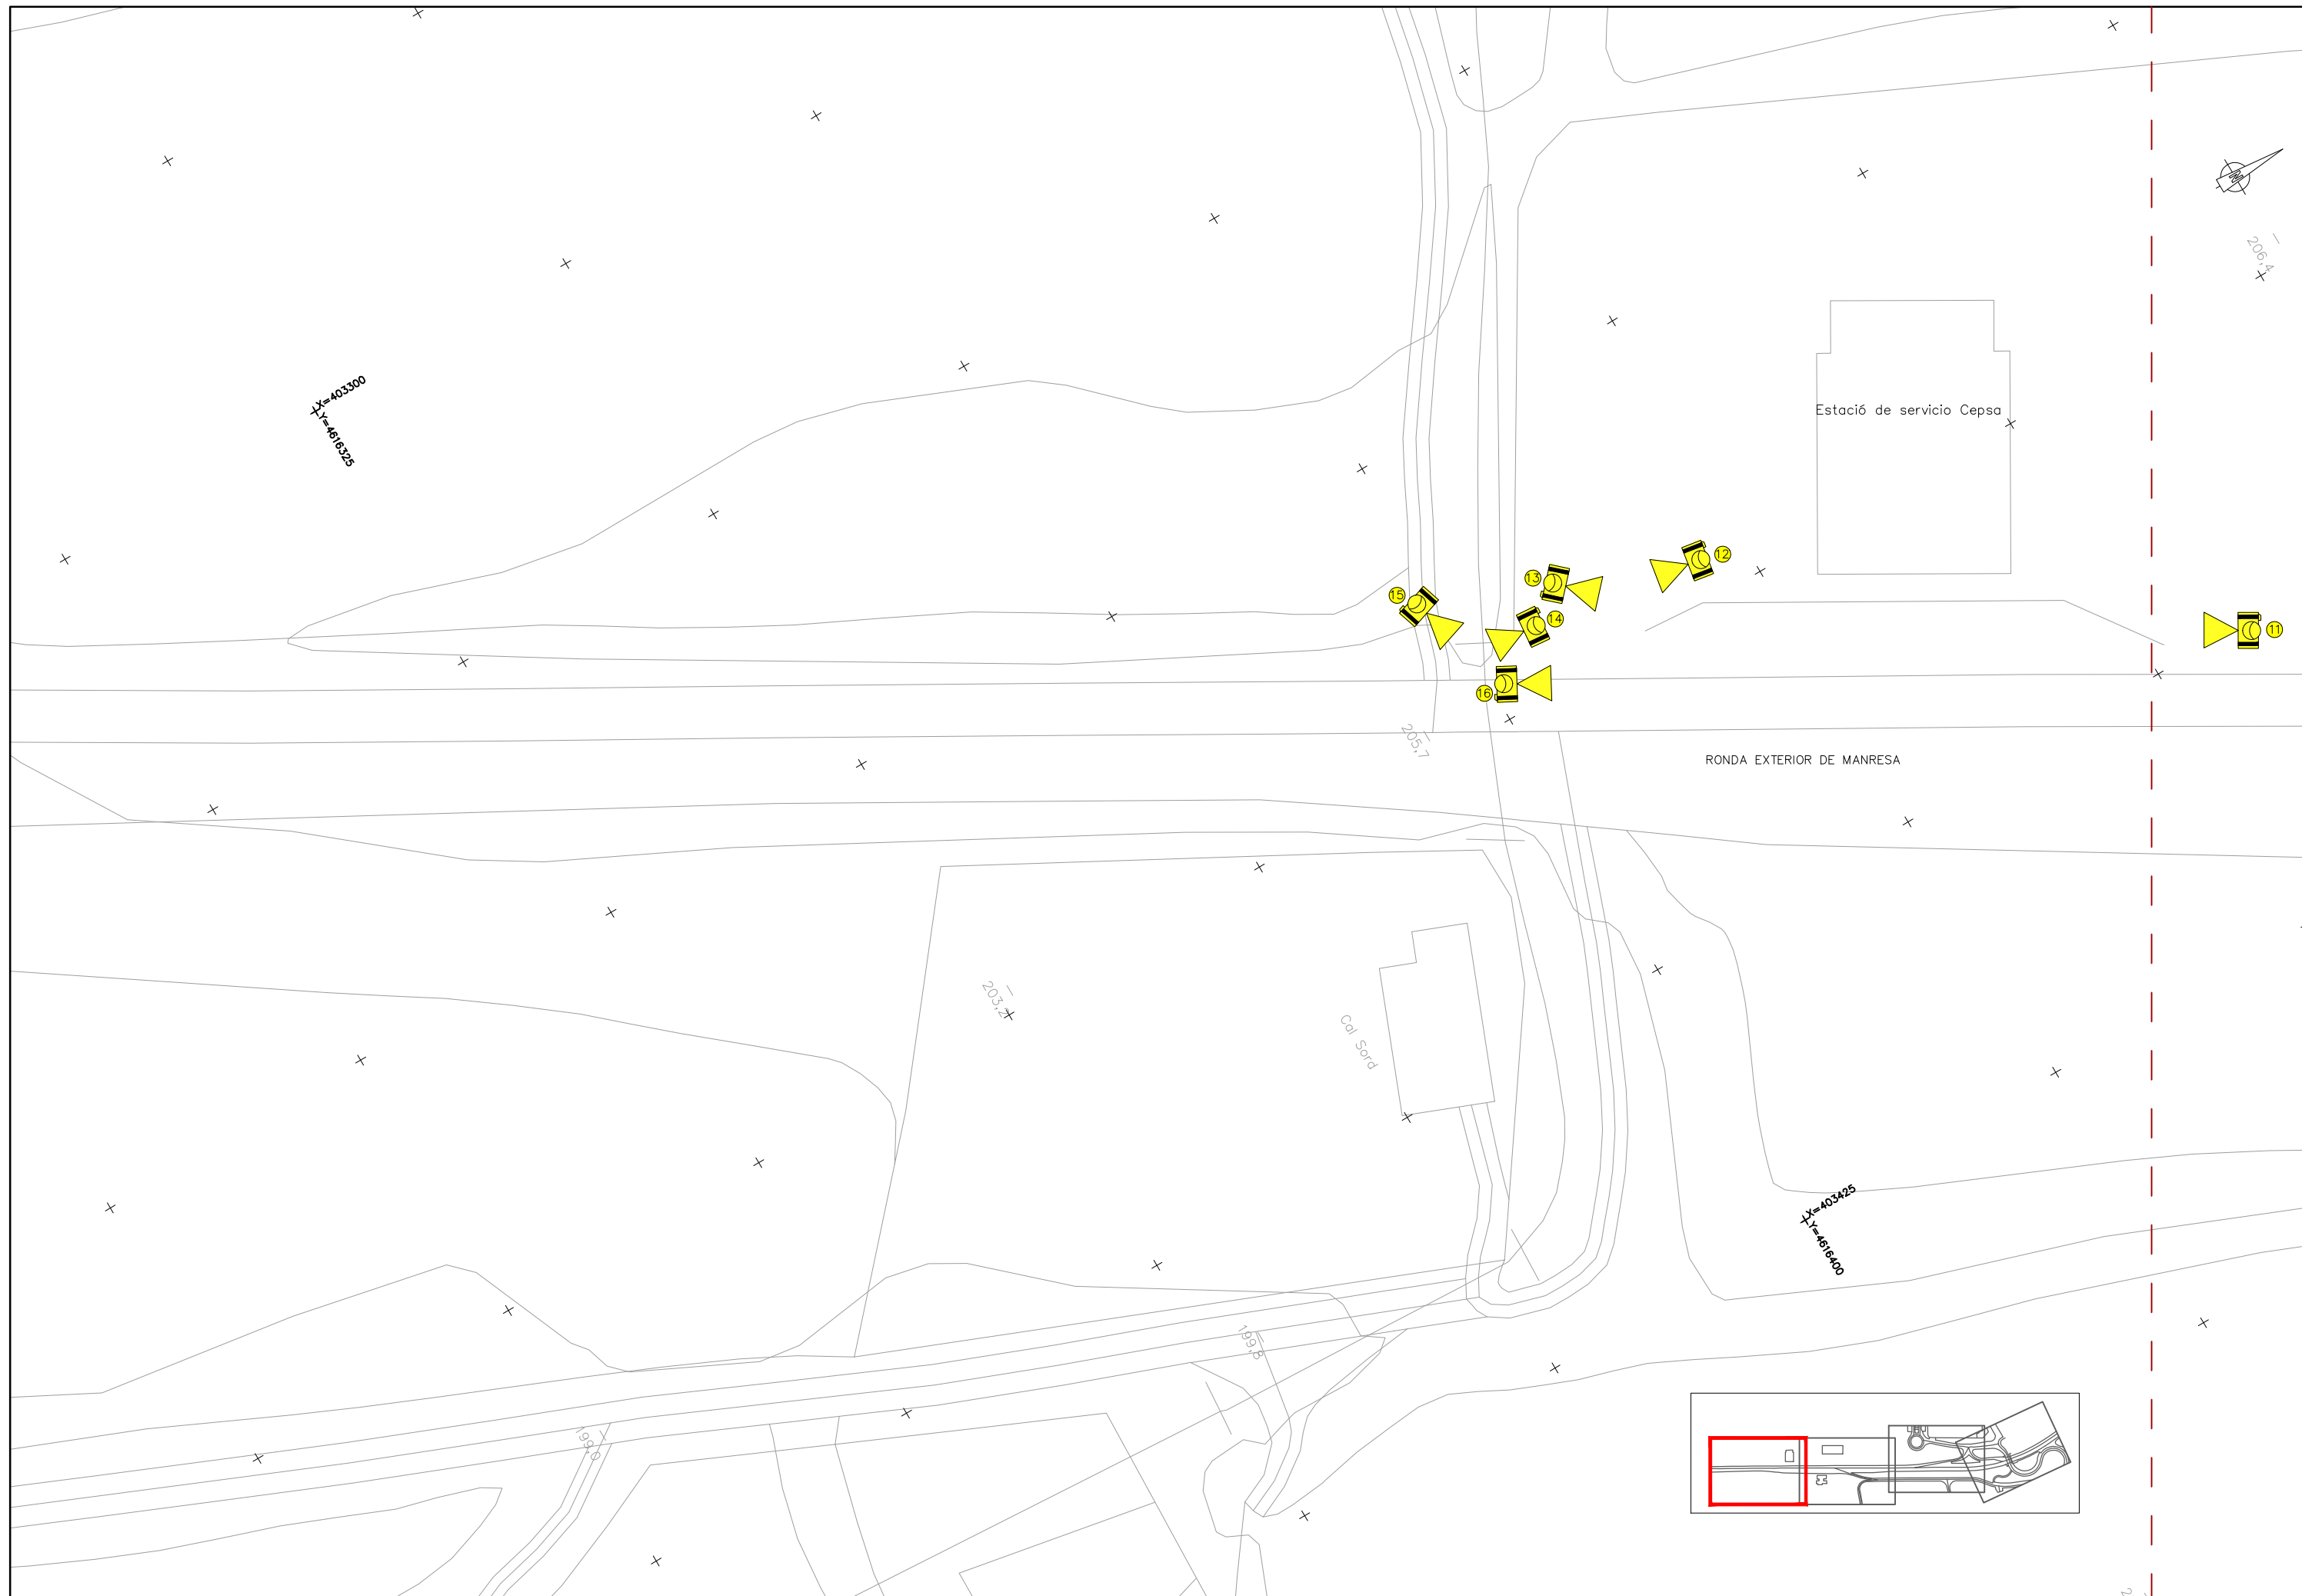 206,4
X=403300
Y=4616325
Estació de servicio Cepsa
12
13
15
14
11
16
205,7
RONDA EXTERIOR DE MANRESA
203,2
Cal Sord
X=403425
Y=4616400
199,8
199,0